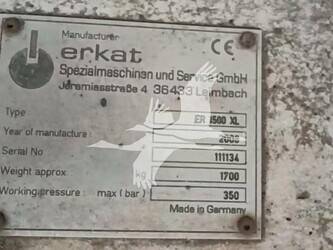 Manufacturer
erkat
CE
Spezialmaschinen und Service GmbH
Jeremiasstraße 4 36433 Leimbach
Type ER 1500 XL
Year of manufacture 2008
Serial No 111134
Weight approx kg 1700
Working pressure max (bar) 350
Made in Germany